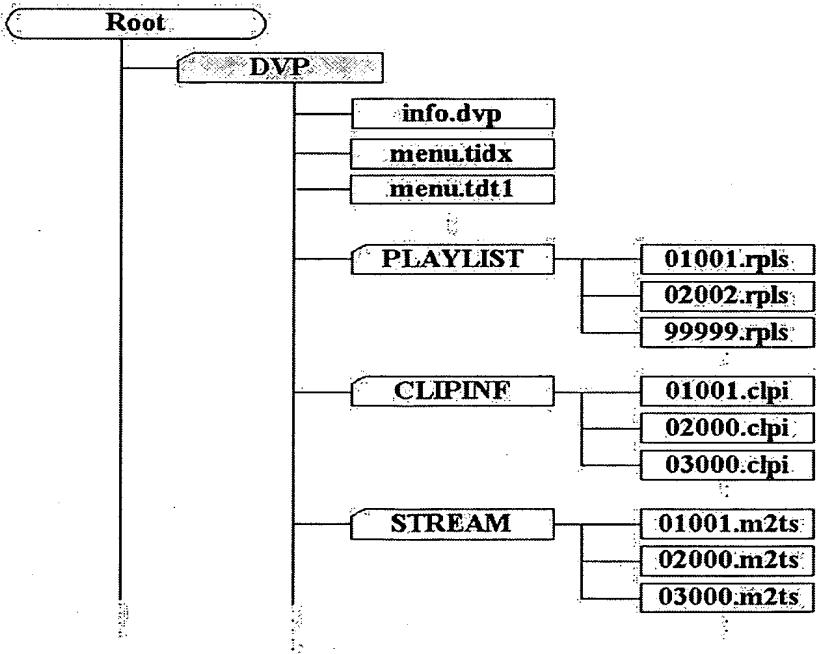 Root
DVP
info.dvp
menu.tidx
menu.tdt1
PLAYLIST
01001.rpls
02002.rpls
99999.rpls
CLIPINF
01001.clpi
02000.clpi
03000.clpi
STREAM
01001.m2ts
02000.m2ts
03000.m2ts